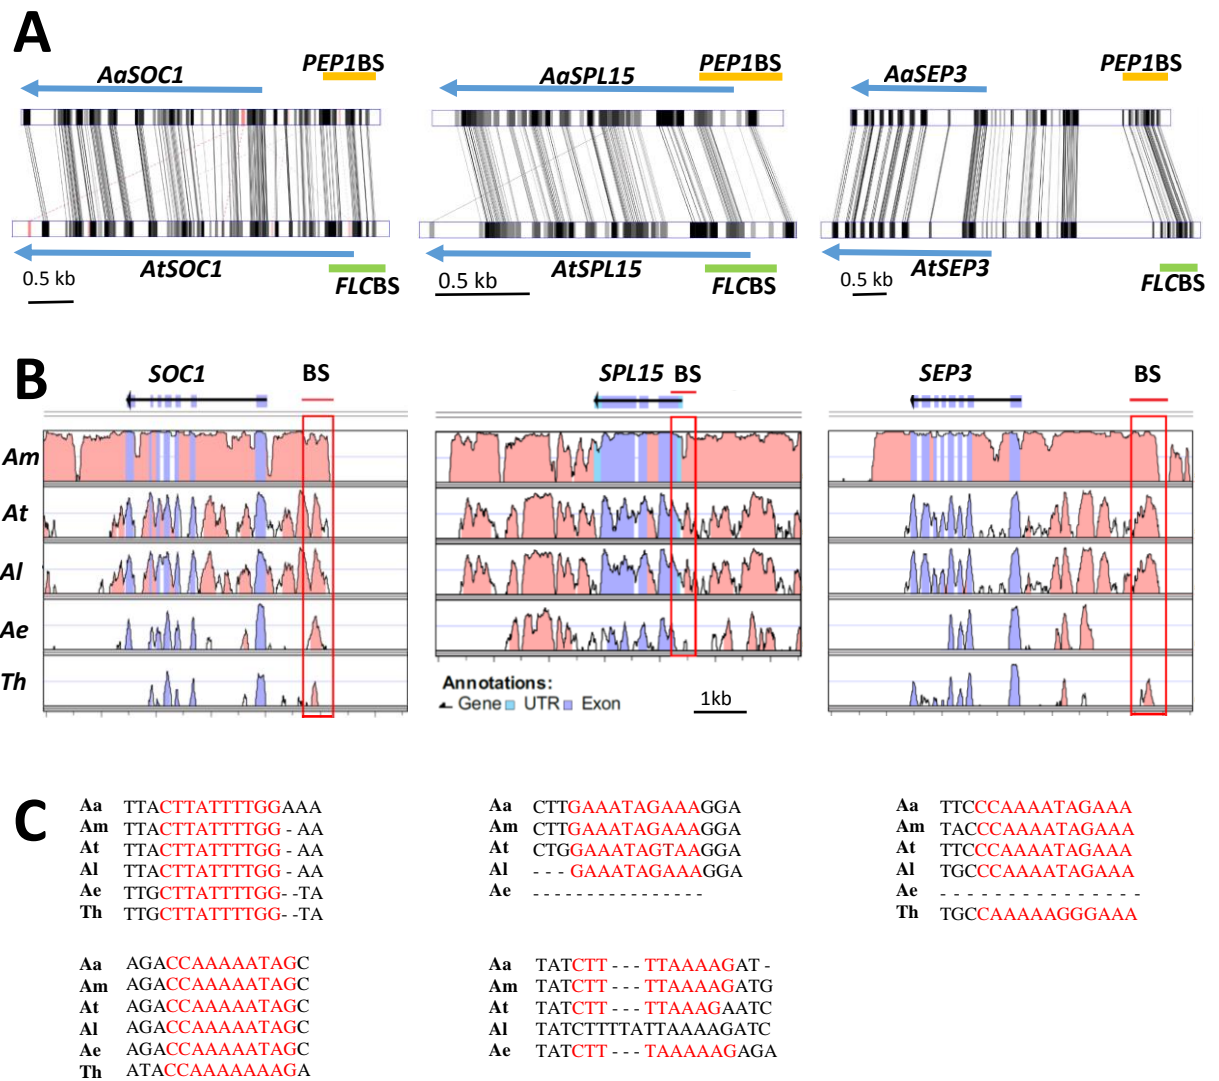 A
AaSOC1
PEP1BS
AaSPL15
PEP1BS
AaSEP3
PEP1BS
AtSOC1
FLCBS
0.5 kb
AtSPL15
FLCBS
0.5 kb
AtSEP3
FLCBS
0.5 kb
B
SOC1
BS
SPL15
BS
SEP3
BS
Am
At
Al
Ae
Th
Annotations:
Gene
UTR
Exon
1kb
C
Aa TTACTTATTTTGGAAA
Am TTACTTATTTTGG - AA
At TTACTTATTTTGG - AA
Al TTACTTATTTTGG - AA
Ae TTGCTTATTTTGG- -TA
Th TTGCTTATTTTGG- -TA
Aa CTTGAAATAGAAAGGA
Am CTTGAAATAGAAAGGA
At CTGGAAATAGTAAGGA
Al - - - GAAATAGAAAGGA
Ae - - - - - - - - - - - - - - - -
Aa TTCCCAAAATAGAAA
Am TACCCAAAATAGAAA
At TTCCCAAAATAGAAA
Al TGCCCAAAATAGAAA
Ae - - - - - - - - - - - - - - -
Th TGCCAAAAAGGGAAA
Aa AGACCAAAAATAGC
Am AGACCAAAAATAGC
At AGACCAAAAATAGC
Al AGACCAAAAATAGC
Ae AGACCAAAAATAGC
Th ATACCAAAAAAAGA
Aa TATCTT - - - TTAAAAGAT -
Am TATCTT - - - TTAAAAGATG
At TATCTT - - - TTAAAGAATC
Al TATCTTTTATTAAAAGATC
Ae TATCTT - - - TAAAAAGAGA